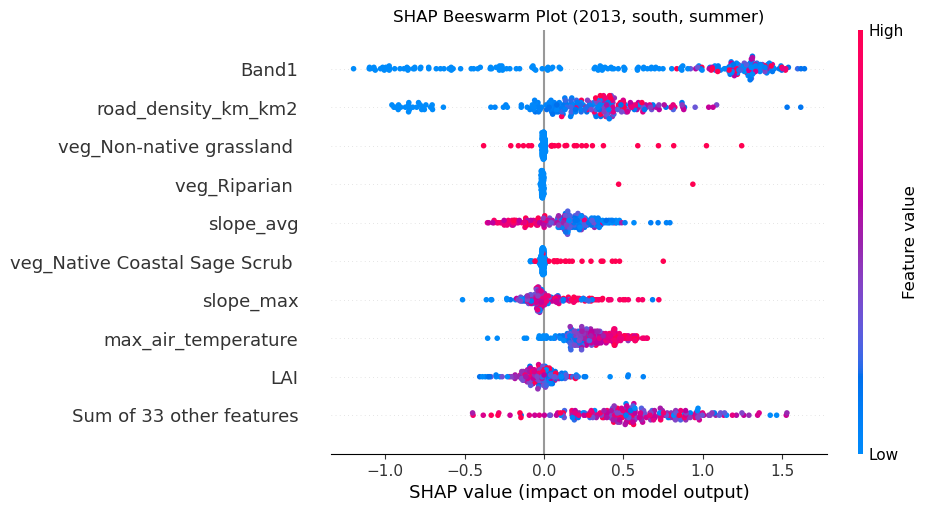 SHAP Beeswarm Plot (2013, south, summer)
High
Band1
road_density_km_km2
veg_Non-native grassland
veg_Riparian
slope_avg
veg_Native Coastal Sage Scrub
slope_max
max_air_temperature
LAI
Sum of 33 other features
Feature value
Low
−1.0 −0.5 0.0 0.5 1.0 1.5
SHAP value (impact on model output)